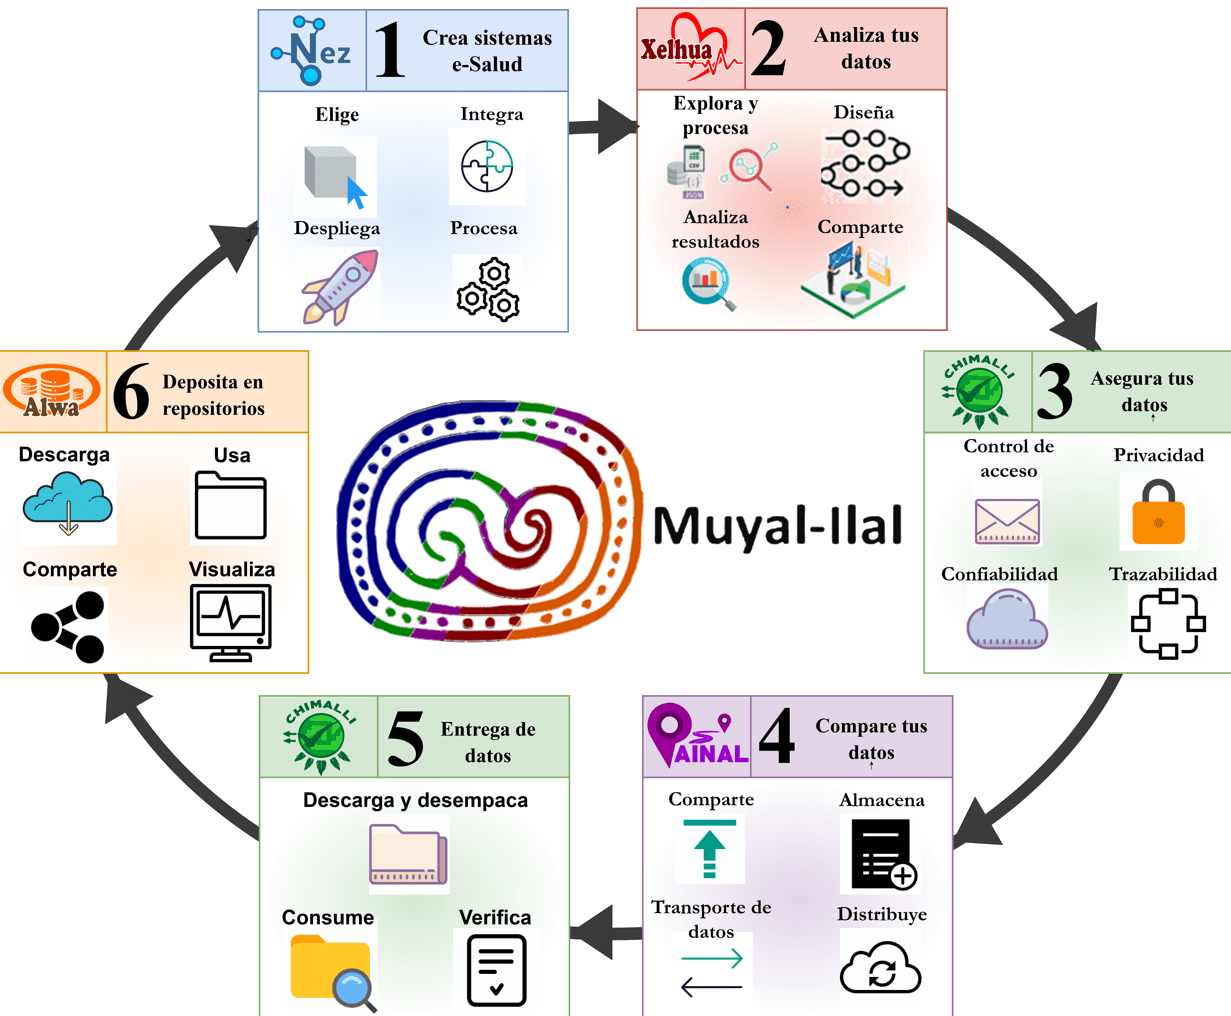 Nez
1
Crea sistemas
e-Salud
Elige
Integra
Despliega
Procesa
Xelhua
2
Analiza tus
datos
Explora y
procesa
CSV
{;}
JSON
Diseña
Analiza
resultados
Comparte
CHIMALLI
3
Asegura tus
datos
Control de
acceso
Privacidad
Confiabilidad
Trazabilidad
AINAL
4
Compare tus
datos
Comparte
Almacena
Transporte de
datos
Distribuye
CHIMALLI
5
Entrega de
datos
Descarga y desempaca
Consume
Verifica
Alwa
6
Deposita en
repositorios
Descarga
Usa
Comparte
Visualiza
Muyal-Ilal